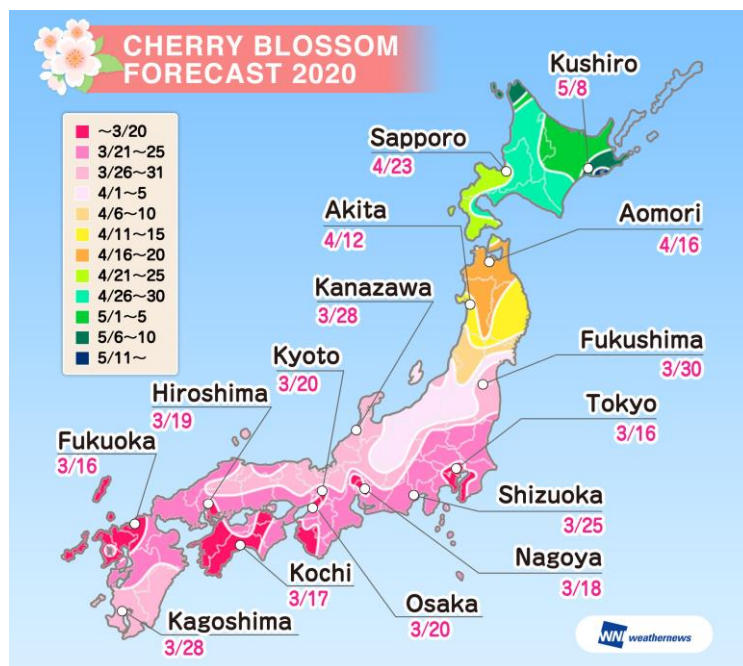 CHERRY BLOSSOM
FORECAST 2020
~3/20
3/21~25
3/26~31
4/1~5
4/6~10
4/11~15
4/16~20
4/21~25
4/26~30
5/1~5
5/6~10
5/11~
Kushiro
5/8
Sapporo
4/23
Akita
4/12
Aomori
4/16
Kanazawa
3/28
Fukushima
3/30
Kyoto
3/20
Hiroshima
3/19
Tokyo
3/16
Fukuoka
3/16
Shizuoka
3/25
Nagoya
3/18
Kochi
3/17
Osaka
3/20
Kagoshima
3/28
WNI weathernews